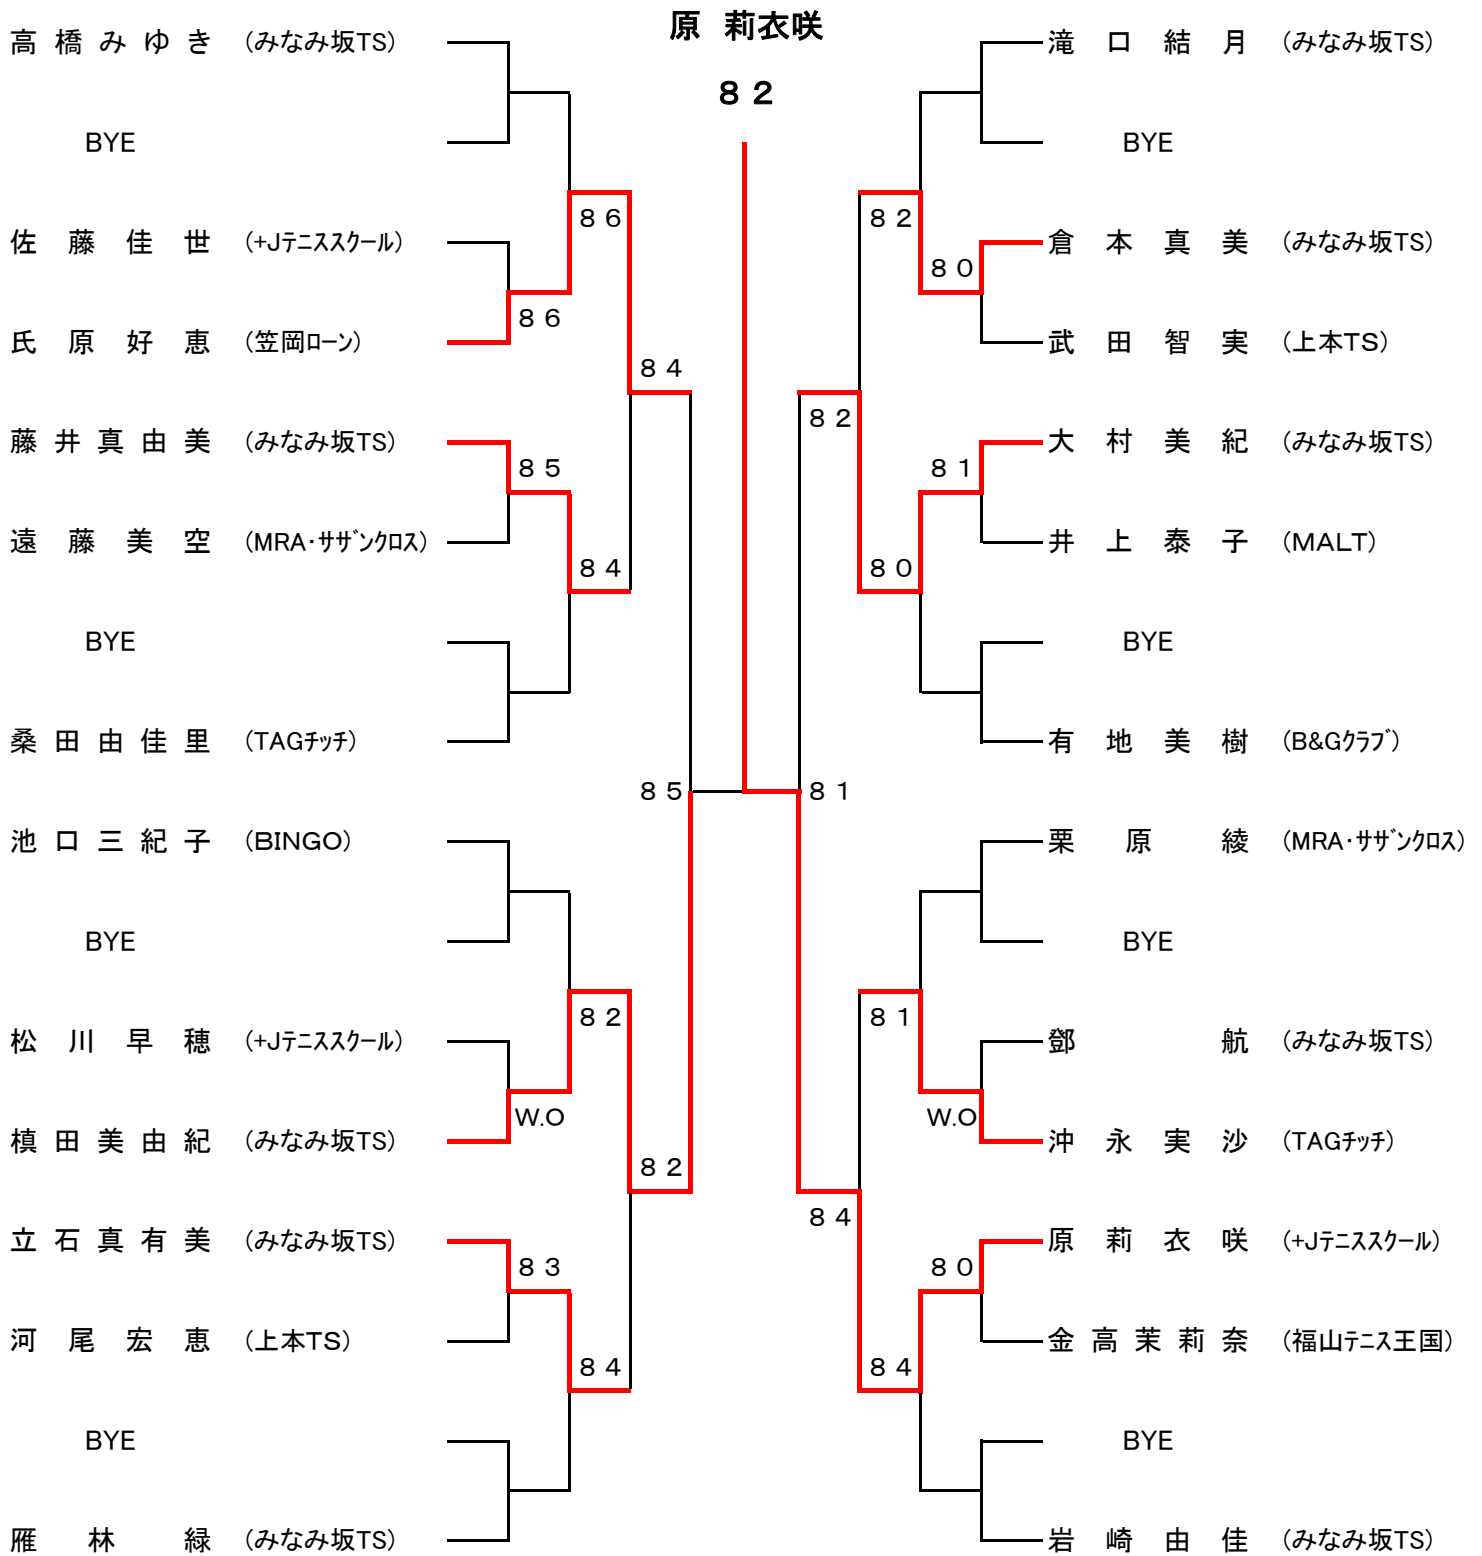 原 莉衣咲
82
高橋みゆき (みなみ坂TS)
BYE
佐藤佳世 (+Jテニススクール)
氏原好恵 (笠岡ローン)
藤井真由美 (みなみ坂TS)
遠藤美空 (MRA・サザンクロス)
BYE
桑田由佳里 (TAGチッチ)
池口三紀子 (BINGO)
BYE
松川早穂 (+Jテニススクール)
槙田美由紀 (みなみ坂TS)
立石真有美 (みなみ坂TS)
河尾宏恵 (上本TS)
BYE
雁林緑 (みなみ坂TS)
86
86
84
85
84
85
82
W.O
82
83
84
82
80
82
81
80
81
81
W.O
84
80
84
滝口結月 (みなみ坂TS)
BYE
倉本真美 (みなみ坂TS)
武田智実 (上本TS)
大村美紀 (みなみ坂TS)
井上泰子 (MALT)
BYE
有地美樹 (B&Gクラブ)
栗原綾 (MRA・サザンクロス)
BYE
鄧航 (みなみ坂TS)
沖永実沙 (TAGチッチ)
原莉衣咲 (+Jテニススクール)
金高茉莉奈 (福山テニス王国)
BYE
岩崎由佳 (みなみ坂TS)